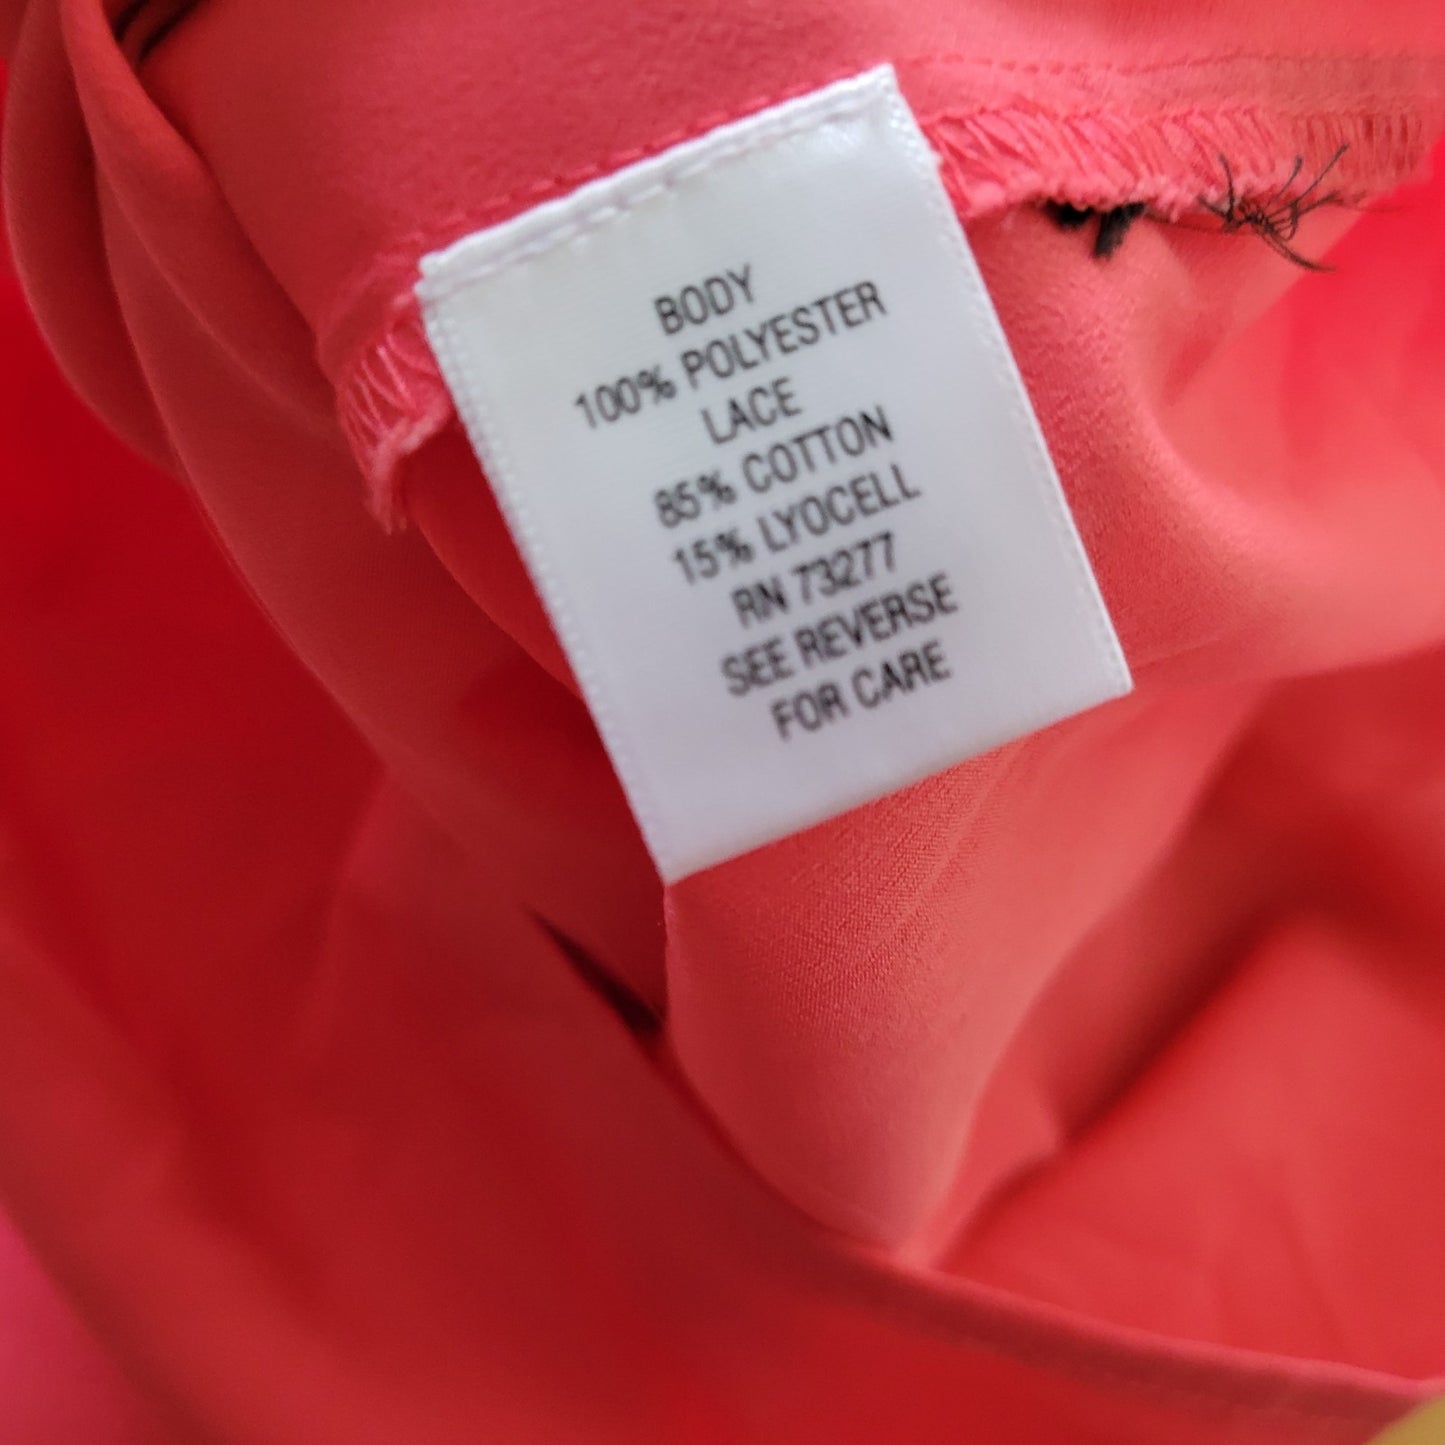 BODY
100% POLYESTER
LACE
85% COTTON
15% LYOCELL
RN 73277
SEE REVERSE
FOR CARE